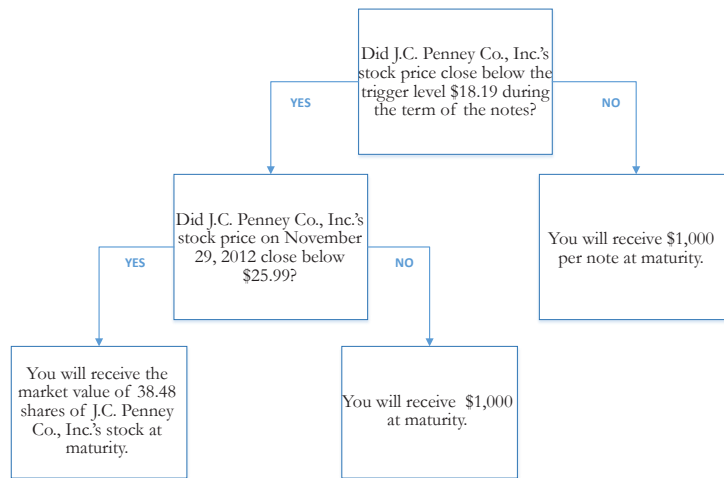 Did J.C. Penney Co., Inc.'s
stock price close below the
trigger level $18.19 during
the term of the notes?
YES
NO
Did J.C. Penney Co., Inc.'s
stock price on November
29, 2012 close below
$25.99?
You will receive $1,000
per note at maturity.
YES
NO
You will receive the
market value of 38.48
shares of J.C. Penney
Co., Inc.'s stock at
maturity.
You will receive $1,000
at maturity.